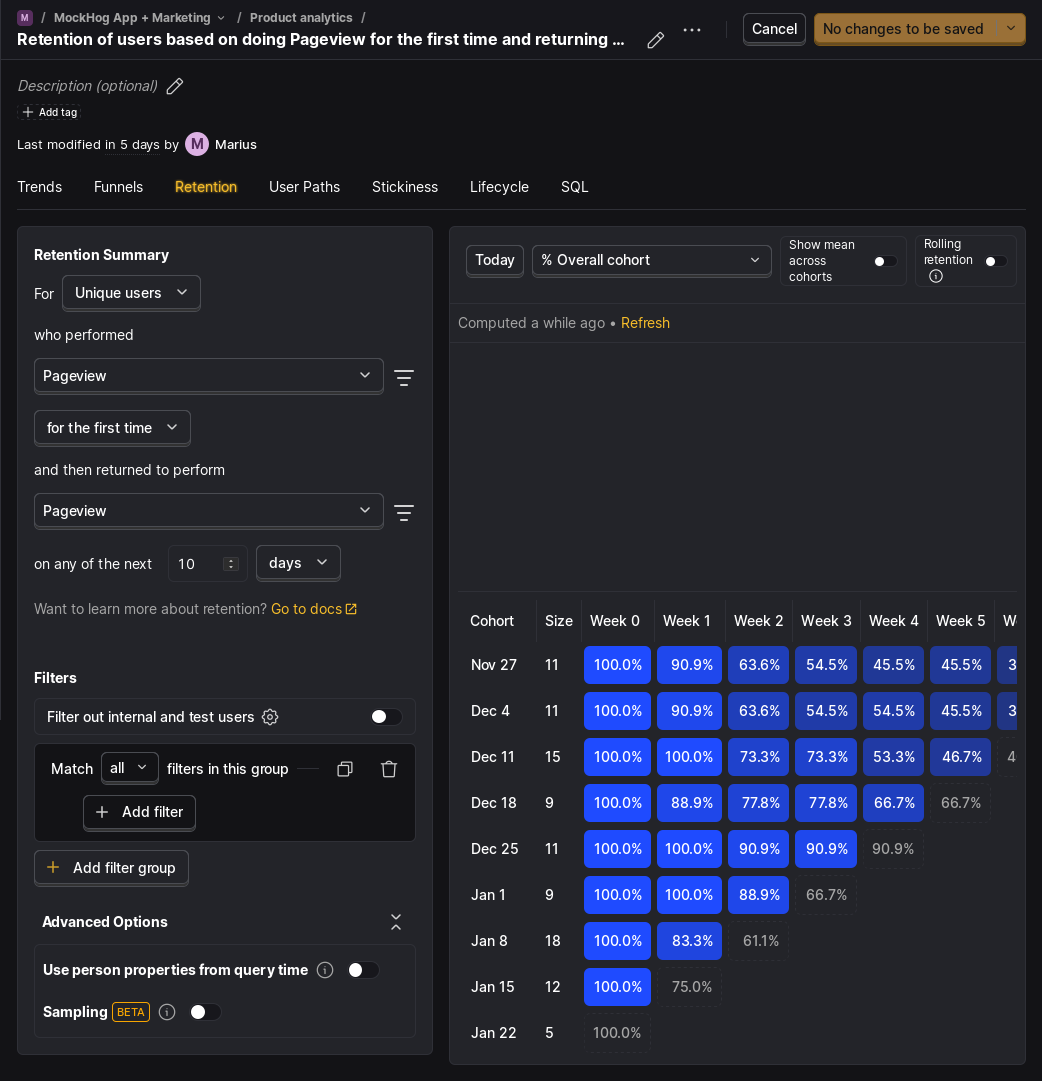 M / MockHog App + Marketing / Product analytics /
Retention of users based on doing Pageview for the first time and returning ...
Cancel
No changes to be saved
Description (optional)
Add tag
Last modified in 5 days by M Marius
Trends Funnels Retention User Paths Stickiness Lifecycle SQL
Retention Summary
For Unique users
who performed
Pageview
for the first time
and then returned to perform
Pageview
on any of the next 10 days
Want to learn more about retention? Go to docs
Filters
Filter out internal and test users
Match all filters in this group
Add filter
Add filter group
Advanced Options
Use person properties from query time
Sampling BETA
Today
% Overall cohort
Show mean
across
cohorts
Rolling
retention
Computed a while ago • Refresh
Cohort Size Week 0 Week 1 Week 2 Week 3 Week 4 Week 5
Nov 27 11 100.0% 90.9% 63.6% 54.5% 45.5% 45.5%
Dec 4 11 100.0% 90.9% 63.6% 54.5% 54.5% 45.5%
Dec 11 15 100.0% 100.0% 73.3% 73.3% 53.3% 46.7%
Dec 18 9 100.0% 88.9% 77.8% 77.8% 66.7% 66.7%
Dec 25 11 100.0% 100.0% 90.9% 90.9% 90.9%
Jan 1 9 100.0% 100.0% 88.9% 66.7%
Jan 8 18 100.0% 83.3% 61.1%
Jan 15 12 100.0% 75.0%
Jan 22 5 100.0%